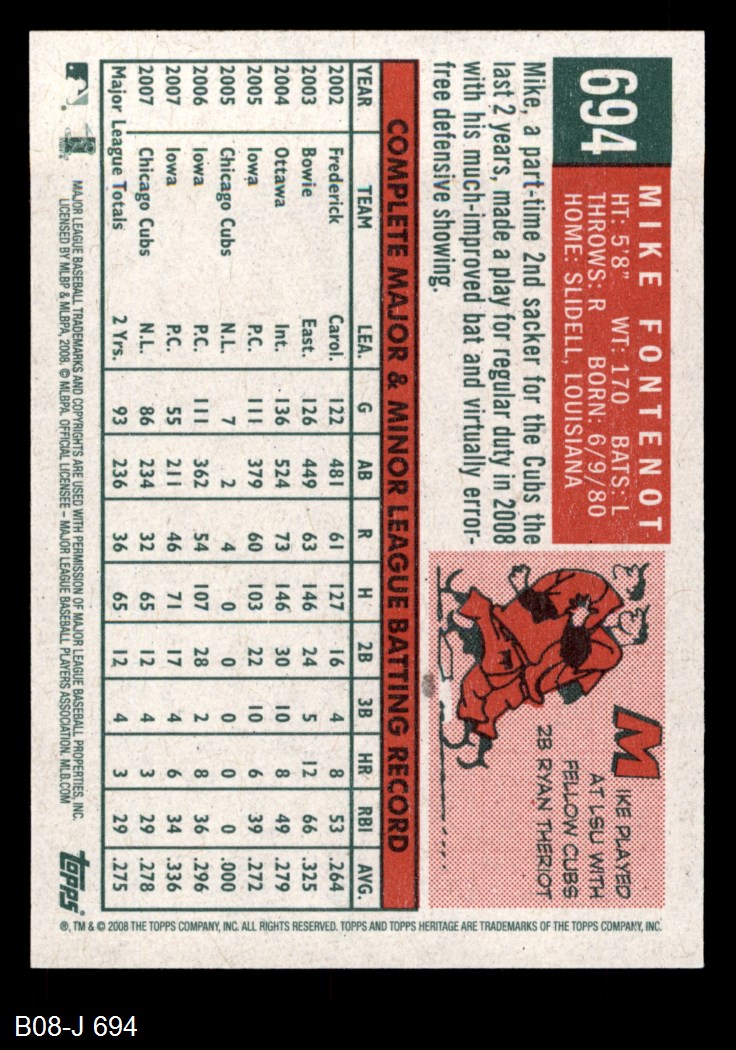 694
MIKE FONTENOT
HT: 5'8" WT: 170 BATS: L
THROWS: R BORN: 6/9/80
HOME: SLIDELL, LOUISIANA
Mike, a part-time 2nd sacker for the Cubs the
last 2 years, made a play for regular duty in 2008
with his much-improved bat and virtually error-
free defensive showing.
MIKE PLAYED
AT LSU WITH
FELLOW CUBS
2B RYAN THERIOT
COMPLETE MAJOR & MINOR LEAGUE BATTING RECORD
YEAR TEAM LEA. G AB R H 2B 3B HR RBI AVG.
2002 Frederick Carol. 122 481 61 127 16 4 8 53 .264
2003 Bowie East. 126 449 63 146 24 5 12 66 .325
2004 Ottawa Int. 136 524 73 146 30 10 8 49 .279
2005 Iowa P.C. 111 379 60 103 22 10 6 39 .272
2005 Chicago Cubs N.L. 7 2 4 0 0 0 0 0 .000
2006 Iowa P.C. 111 362 54 107 28 2 8 36 .296
2007 Iowa P.C. 55 211 46 71 17 4 6 34 .336
2007 Chicago Cubs N.L. 86 234 32 65 12 4 3 29 .278
Major League Totals 2 Yrs. 93 236 36 65 12 4 3 29 .275
MAJOR LEAGUE BASEBALL TRADEMARKS AND COPYRIGHTS ARE USED WITH PERMISSION OF MAJOR LEAGUE BASEBALL PROPERTIES, INC.
LICENSED BY MLBP & MLBPA, 2008. © MLBPA. OFFICIAL LICENSEE – MAJOR LEAGUE BASEBALL PLAYERS ASSOCIATION. MLB.COM
topps®
®, TM & © 2008 THE TOPPS COMPANY, INC. ALL RIGHTS RESERVED. TOPPS AND TOPPS HERITAGE ARE TRADEMARKS OF THE TOPPS COMPANY, INC.
B08-J 694